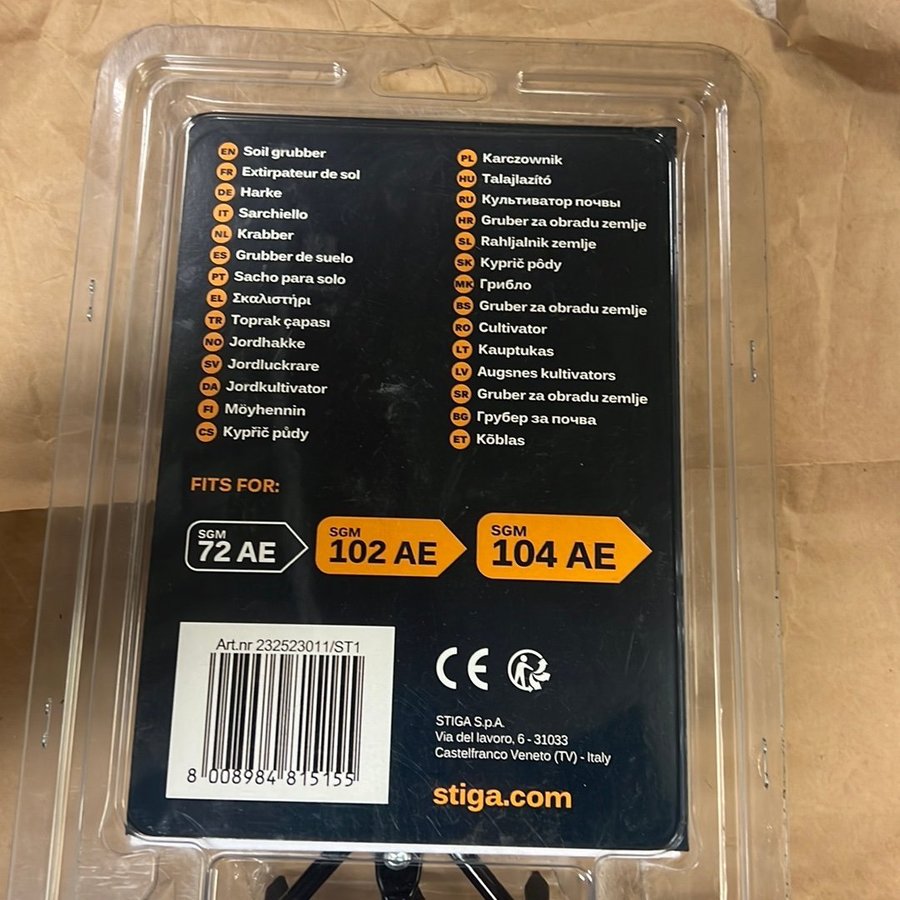 EN Soil grubber
FR Extirpateur de sol
DE Harke
IT Sarchiello
NL Krabber
ES Grubber de suelo
PT Sacho para solo
EL Σκαλιστήρι
TR Toprak çapası
NO Jordhakke
SV Jordluckrare
DA Jordkultivator
FI Möyhennin
CS Kypřič půdy
PL Karczownik
HU Talajlazító
RU Культиватор почвы
HR Gruber za obradu zemlje
SL Rahljalnik zemlje
SK Kyprič pôdy
MK Грибло
BS Gruber za obradu zemlje
RO Cultivator
LT Kauptukas
LV Augsnes kultivators
SR Gruber za obradu zemlje
BG Грубер за почва
ET Kõblas
FITS FOR:
SGM
72 AE
SGM
102 AE
SGM
104 AE
Art.nr 232523011/ST1
8 008984 815155
CE
STIGA S.p.A.
Via del lavoro, 6 - 31033
Castelfranco Veneto (TV) - Italy
stiga.com